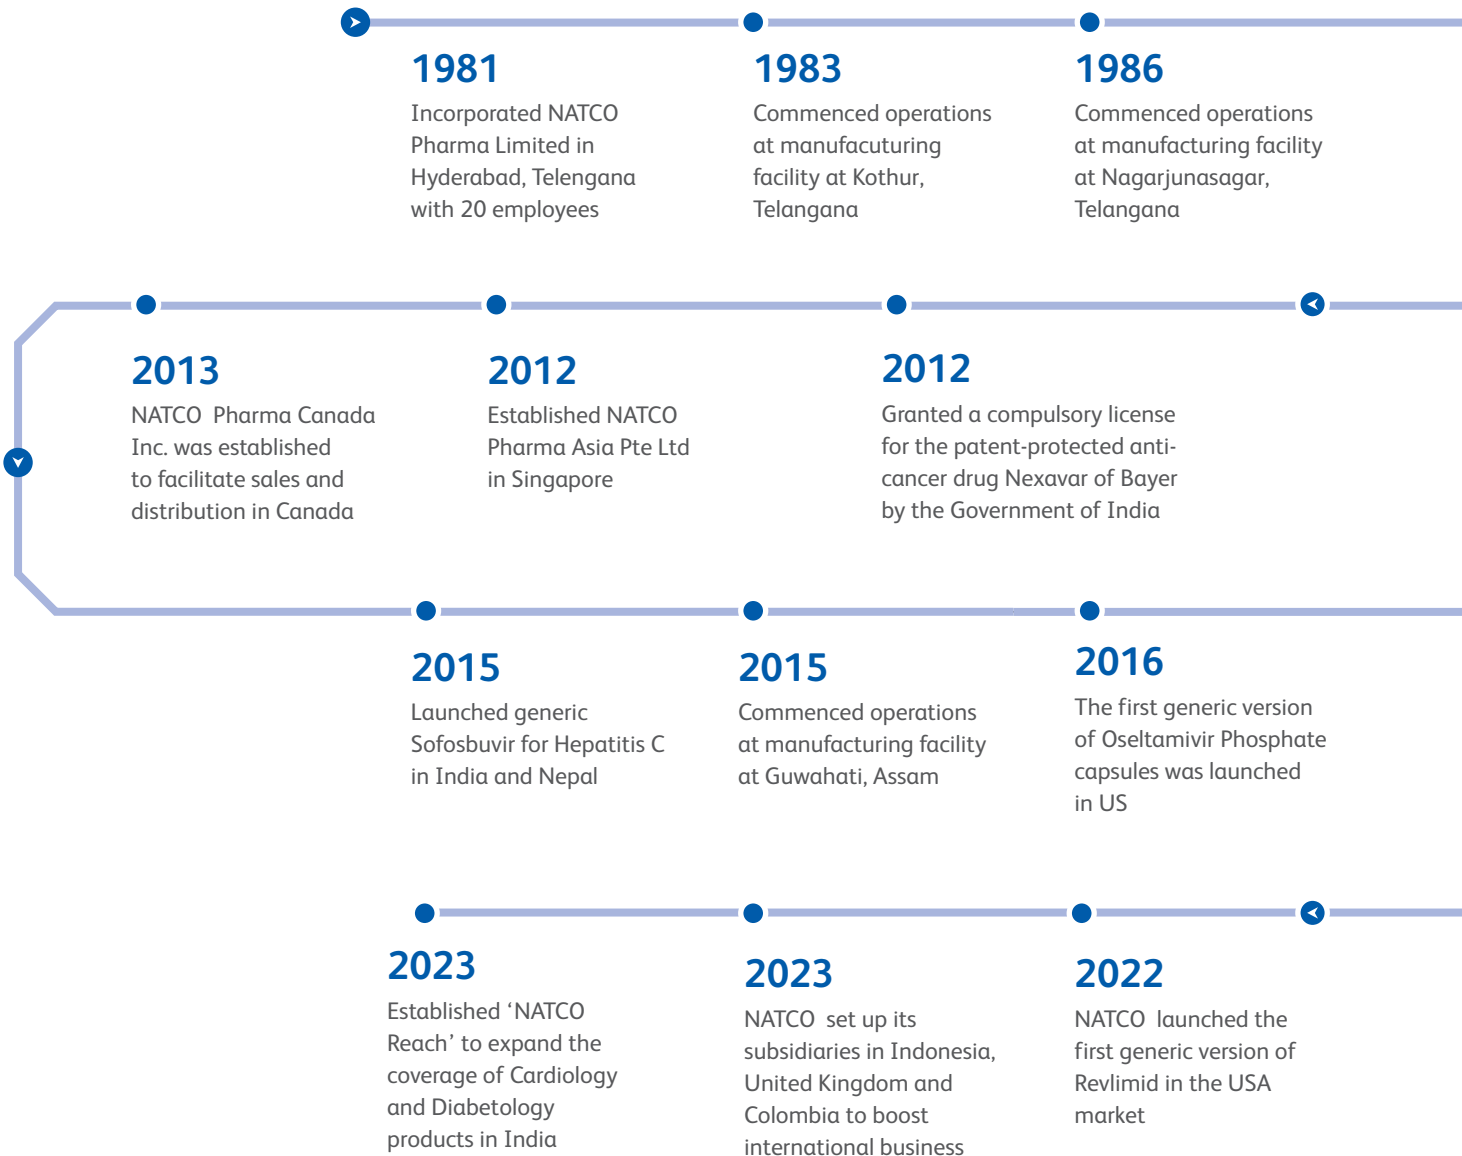 1981
Incorporated NATCO
Pharma Limited in
Hyderabad, Telengana
with 20 employees
1983
Commenced operations
at manufacuturing
facility at Kothur,
Telangana
1986
Commenced operations
at manufacturing facility
at Nagarjunasagar,
Telangana
2013
NATCO Pharma Canada
Inc. was established
to facilitate sales and
distribution in Canada
2012
Established NATCO
Pharma Asia Pte Ltd
in Singapore
2012
Granted a compulsory license
for the patent-protected anti-
cancer drug Nexavar of Bayer
by the Government of India
2015
Launched generic
Sofosbuvir for Hepatitis C
in India and Nepal
2015
Commenced operations
at manufacturing facility
at Guwahati, Assam
2016
The first generic version
of Oseltamivir Phosphate
capsules was launched
in US
2023
Established ‘NATCO
Reach’ to expand the
coverage of Cardiology
and Diabetology
products in India
2023
NATCO set up its
subsidiaries in Indonesia,
United Kingdom and
Colombia to boost
international business
2022
NATCO launched the
first generic version of
Revlimid in the USA
market